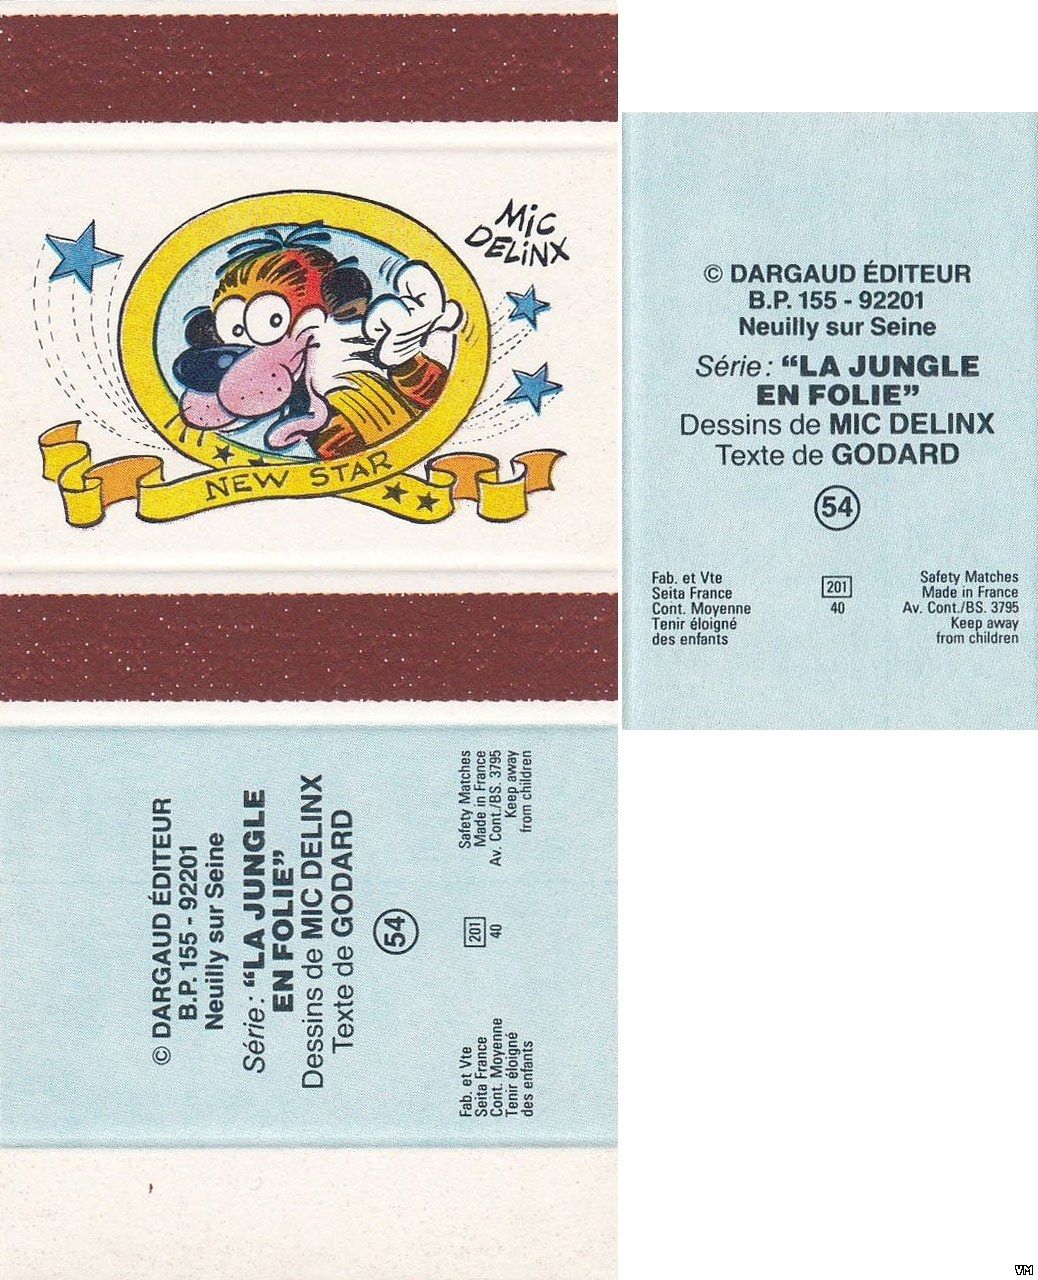 MiC
DELiNX
NEW STAR
© DARGAUD ÉDITEUR
B.P. 155 - 92201
Neuilly sur Seine
Série : “LA JUNGLE
EN FOLIE”
Dessins de MIC DELINX
Texte de GODARD
54
Fab. et Vte
Seita France
Cont. Moyenne
Tenir éloigné
des enfants
201
40
Safety Matches
Made in France
Av. Cont./BS. 3795
Keep away
from children
© DARGAUD ÉDITEUR
B.P. 155 - 92201
Neuilly sur Seine
Série : “LA JUNGLE
EN FOLIE”
Dessins de MIC DELINX
Texte de GODARD
54
Fab. et Vte
Seita France
Cont. Moyenne
Tenir éloigné
des enfants
201
40
Safety Matches
Made in France
Av. Cont./BS. 3795
Keep away
from children
VM